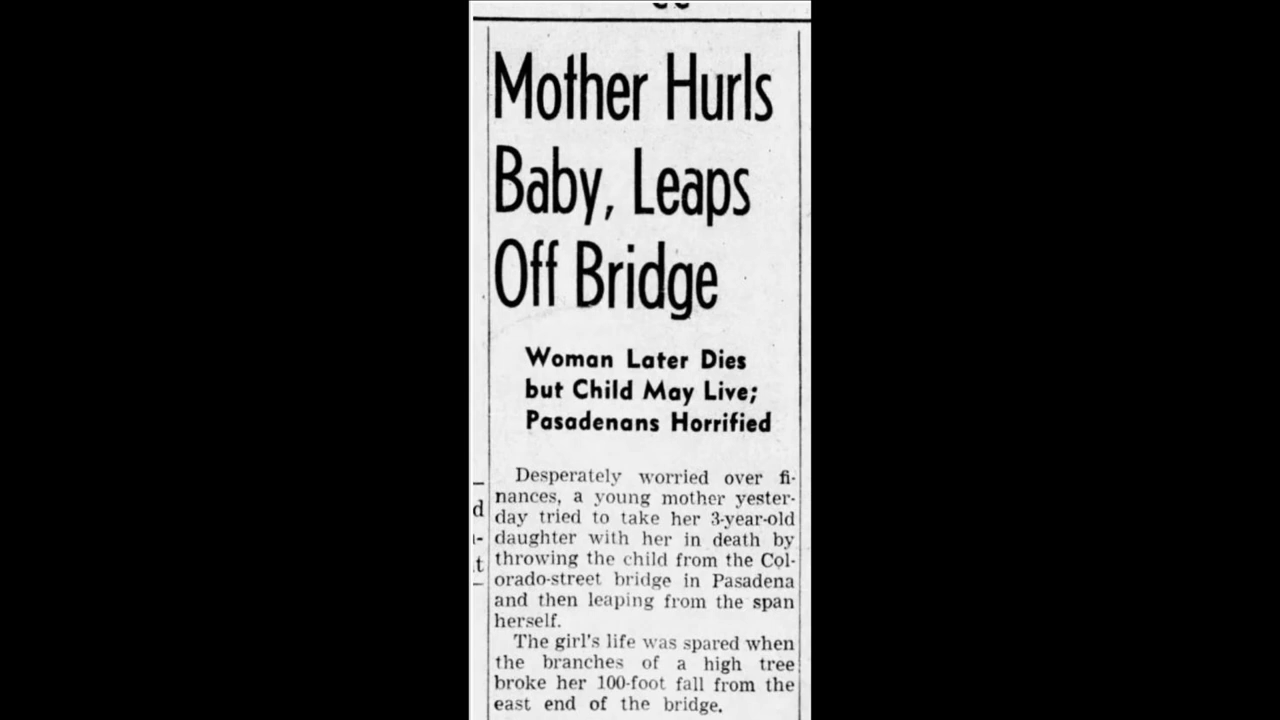 Mother Hurls
Baby, Leaps
Off Bridge
Woman Later Dies
but Child May Live;
Pasadenans Horrified
Desperately worried over fi-
nances, a young mother yester-
day tried to take her 3-year-old
daughter with her in death by
throwing the child from the Col-
orado-street bridge in Pasadena
and then leaping from the span
herself.
The girl's life was spared when
the branches of a high tree
broke her 100-foot fall from the
east end of the bridge.